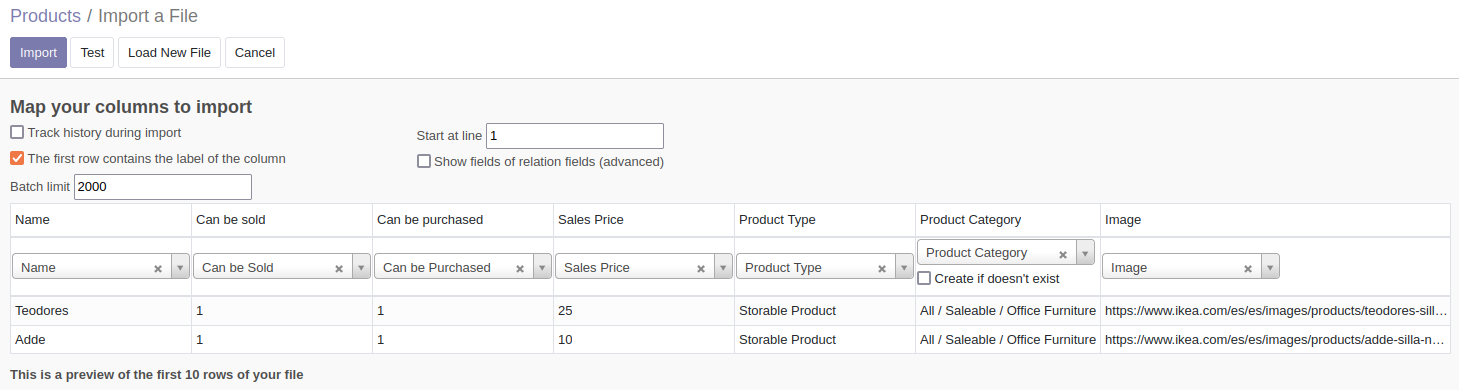 Products / Import a File
Import Test Load New File Cancel
Map your columns to import
Track history during import
Start at line 1
The first row contains the label of the column
Show fields of relation fields (advanced)
Batch limit 2000
Name Can be sold Can be purchased Sales Price Product Type Product Category Image
Name Can be Sold Can be Purchased Sales Price Product Type Product Category Image
Create if doesn't exist
Teodores 1 1 25 Storable Product All / Saleable / Office Furniture https://www.ikea.com/es/es/images/products/teodores-sill…
Adde 1 1 10 Storable Product All / Saleable / Office Furniture https://www.ikea.com/es/es/images/products/adde-silla-n…
This is a preview of the first 10 rows of your file